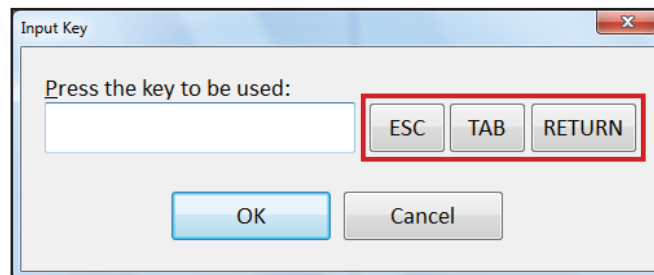 Input Key
Press the key to be used:
ESC TAB RETURN
OK Cancel